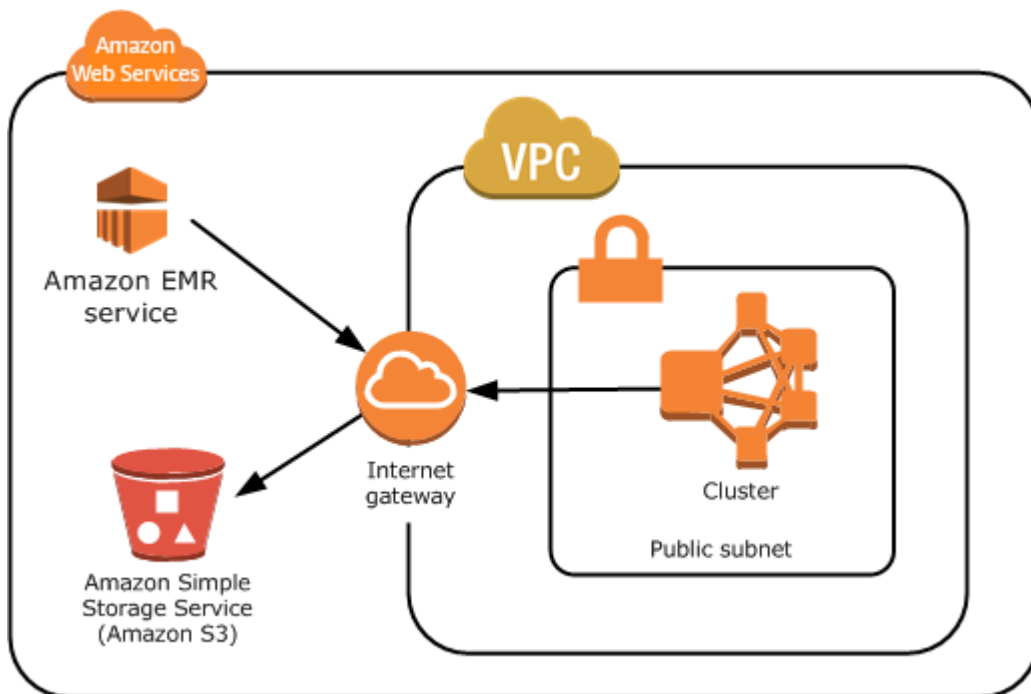 Amazon
Web Services
VPC
Amazon EMR
service
Internet
gateway
Cluster
Public subnet
Amazon Simple
Storage Service
(Amazon S3)